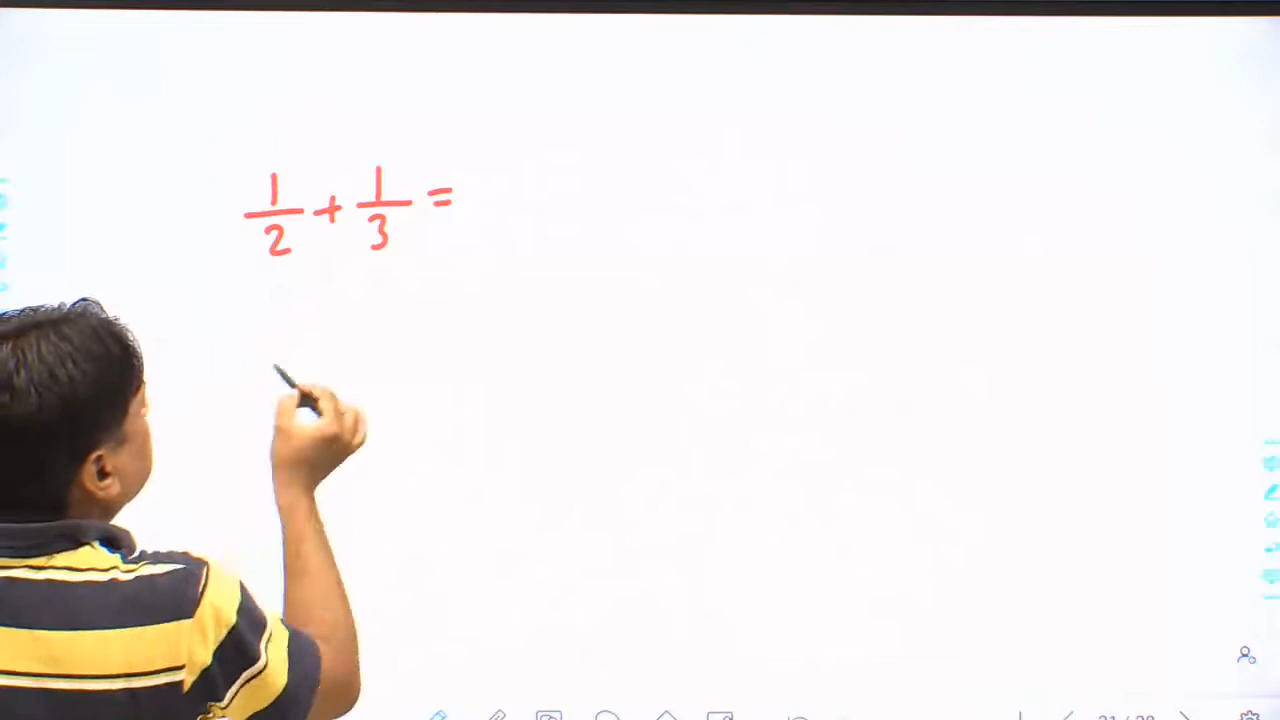 1/2 + 1/3 =